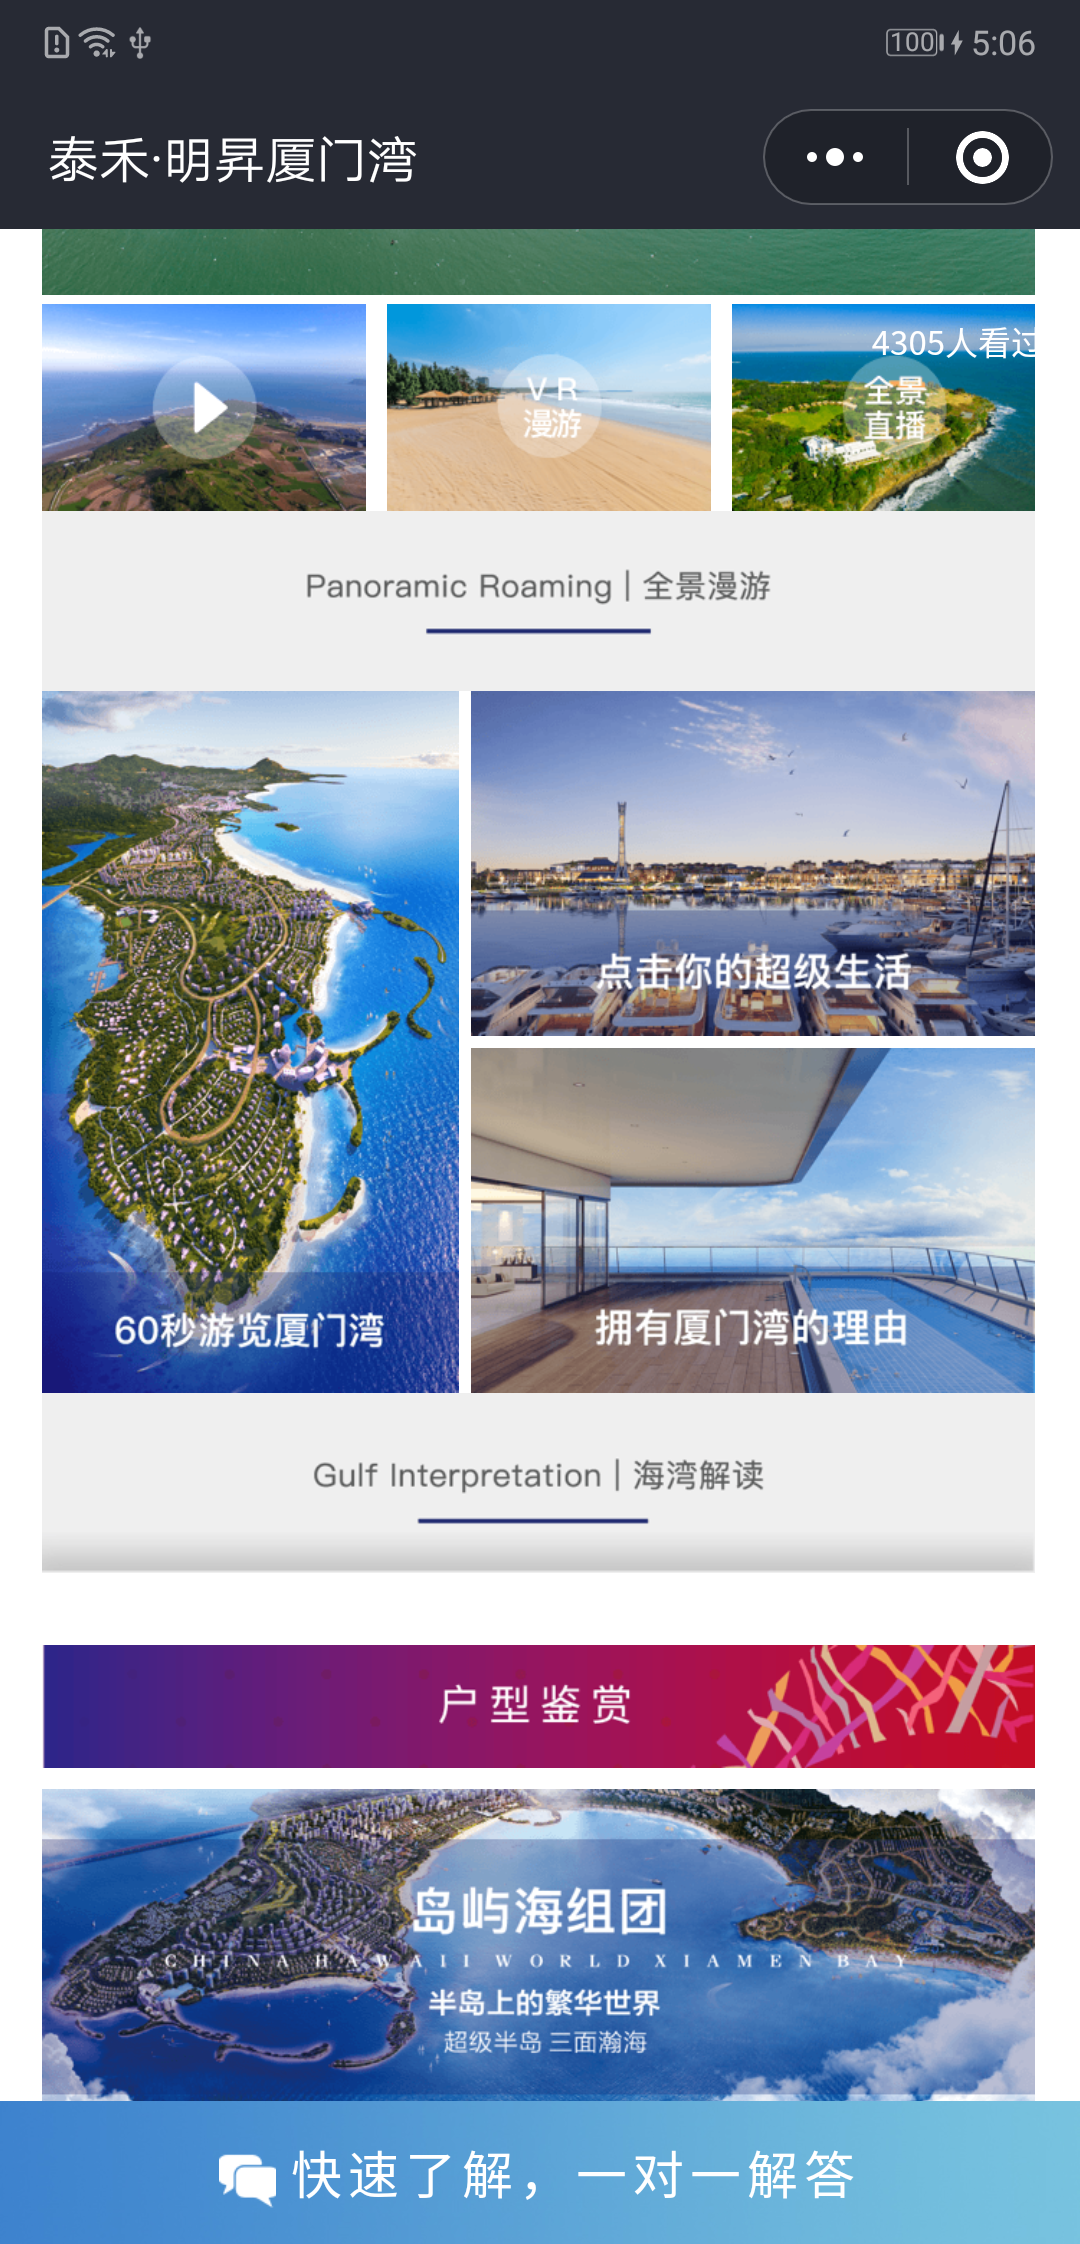 100 5:06
泰禾·明昇厦门湾
4305人看过
VR
漫游
全景
直播
Panoramic Roaming | 全景漫游
点击你的超级生活
60秒游览厦门湾
拥有厦门湾的理由
Gulf Interpretation | 海湾解读
户型鉴赏
岛屿海组团
CHINA HAWAII WORLD XIAMEN BAY
半岛上的繁华世界
超级半岛 三面瀚海
快速了解，一对一解答